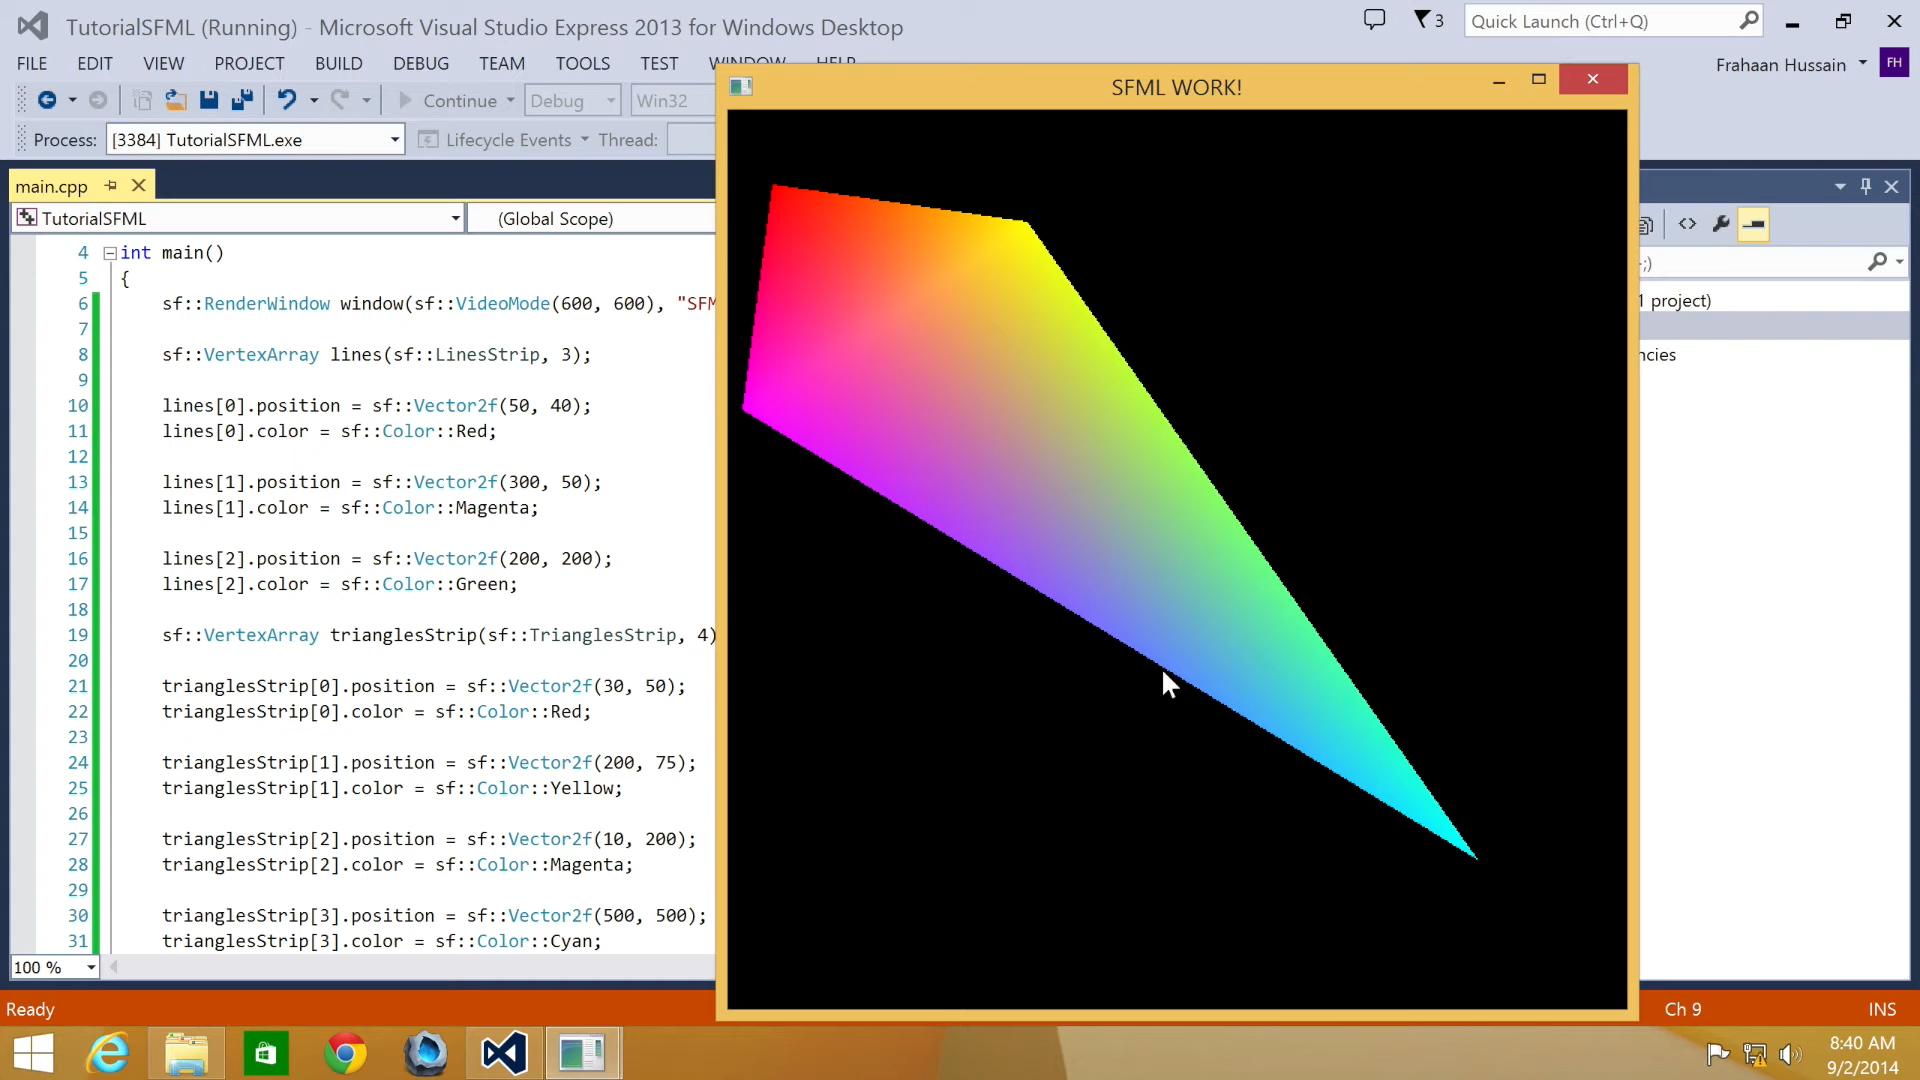 TutorialSFML (Running) - Microsoft Visual Studio Express 2013 for Windows Desktop
3
Quick Launch (Ctrl+Q)
FILE EDIT VIEW PROJECT BUILD DEBUG TEAM TOOLS TEST WINDOW HELP
Frahaan Hussain
FH
Continue Debug Win32
Process: [3384] TutorialSFML.exe Lifecycle Events Thread:
SFML WORK!
main.cpp
TutorialSFML (Global Scope)
4 int main()
5 {
6 sf::RenderWindow window(sf::VideoMode(600, 600), "SFM
7
8 sf::VertexArray lines(sf::LinesStrip, 3);
9
10 lines[0].position = sf::Vector2f(50, 40);
11 lines[0].color = sf::Color::Red;
12
13 lines[1].position = sf::Vector2f(300, 50);
14 lines[1].color = sf::Color::Magenta;
15
16 lines[2].position = sf::Vector2f(200, 200);
17 lines[2].color = sf::Color::Green;
18
19 sf::VertexArray trianglesStrip(sf::TrianglesStrip, 4)
20
21 trianglesStrip[0].position = sf::Vector2f(30, 50);
22 trianglesStrip[0].color = sf::Color::Red;
23
24 trianglesStrip[1].position = sf::Vector2f(200, 75);
25 trianglesStrip[1].color = sf::Color::Yellow;
26
27 trianglesStrip[2].position = sf::Vector2f(10, 200);
28 trianglesStrip[2].color = sf::Color::Magenta;
29
30 trianglesStrip[3].position = sf::Vector2f(500, 500);
31 trianglesStrip[3].color = sf::Color::Cyan;
;)
1 project)
ncies
100 %
Ready
Ch 9
INS
8:40 AM
9/2/2014